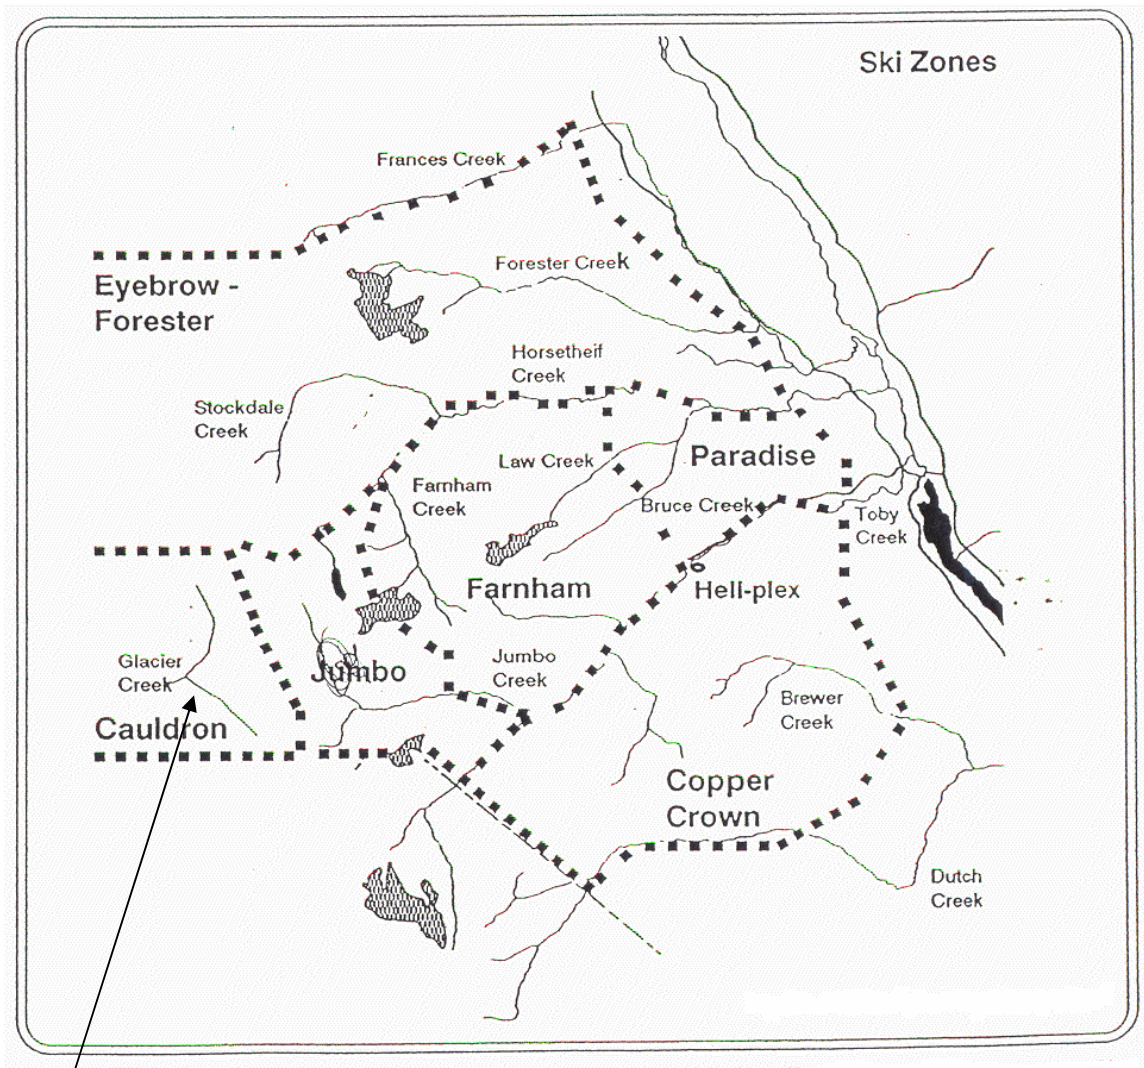 Ski Zones
Frances Creek
Eyebrow -
Forester
Forester Creek
Horsetheif
Creek
Stockdale
Creek
Law Creek
Paradise
Farnham
Creek
Bruce Creek
Toby
Creek
Farnham
Heli-plex
Glacier
Creek
Jumbo
Jumbo
Creek
Brewer
Creek
Cauldron
Copper
Crown
Dutch
Creek